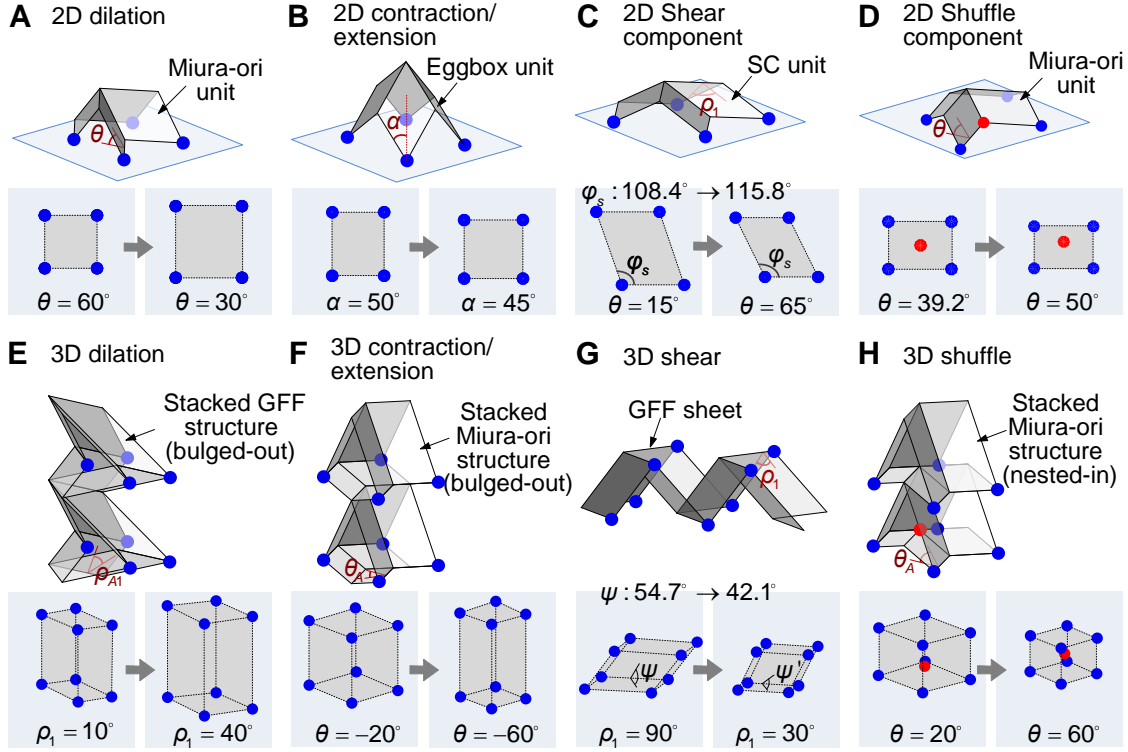 A 2D dilation
Miura-ori
unit
θ
θ = 60° θ = 30°
B 2D contraction/
extension
Eggbox unit
α
α = 50° α = 45°
C 2D Shear
component
SC unit
ρ1
φs : 108.4° → 115.8°
φs φs
θ = 15° θ = 65°
D 2D Shuffle
component
Miura-ori
unit
θ
θ = 39.2° θ = 50°
E 3D dilation
Stacked GFF
structure
(bulged-out)
ρA1
ρ1 = 10° ρ1 = 40°
F 3D contraction/
extension
Stacked
Miura-ori
structure
(bulged-out)
θA
θ = −20° θ = −60°
G 3D shear
GFF sheet
ρ1
ψ : 54.7° → 42.1°
ψ ψ'
ρ1 = 90° ρ1 = 30°
H 3D shuffle
Stacked
Miura-ori
structure
(nested-in)
θA
θ = 20° θ = 60°